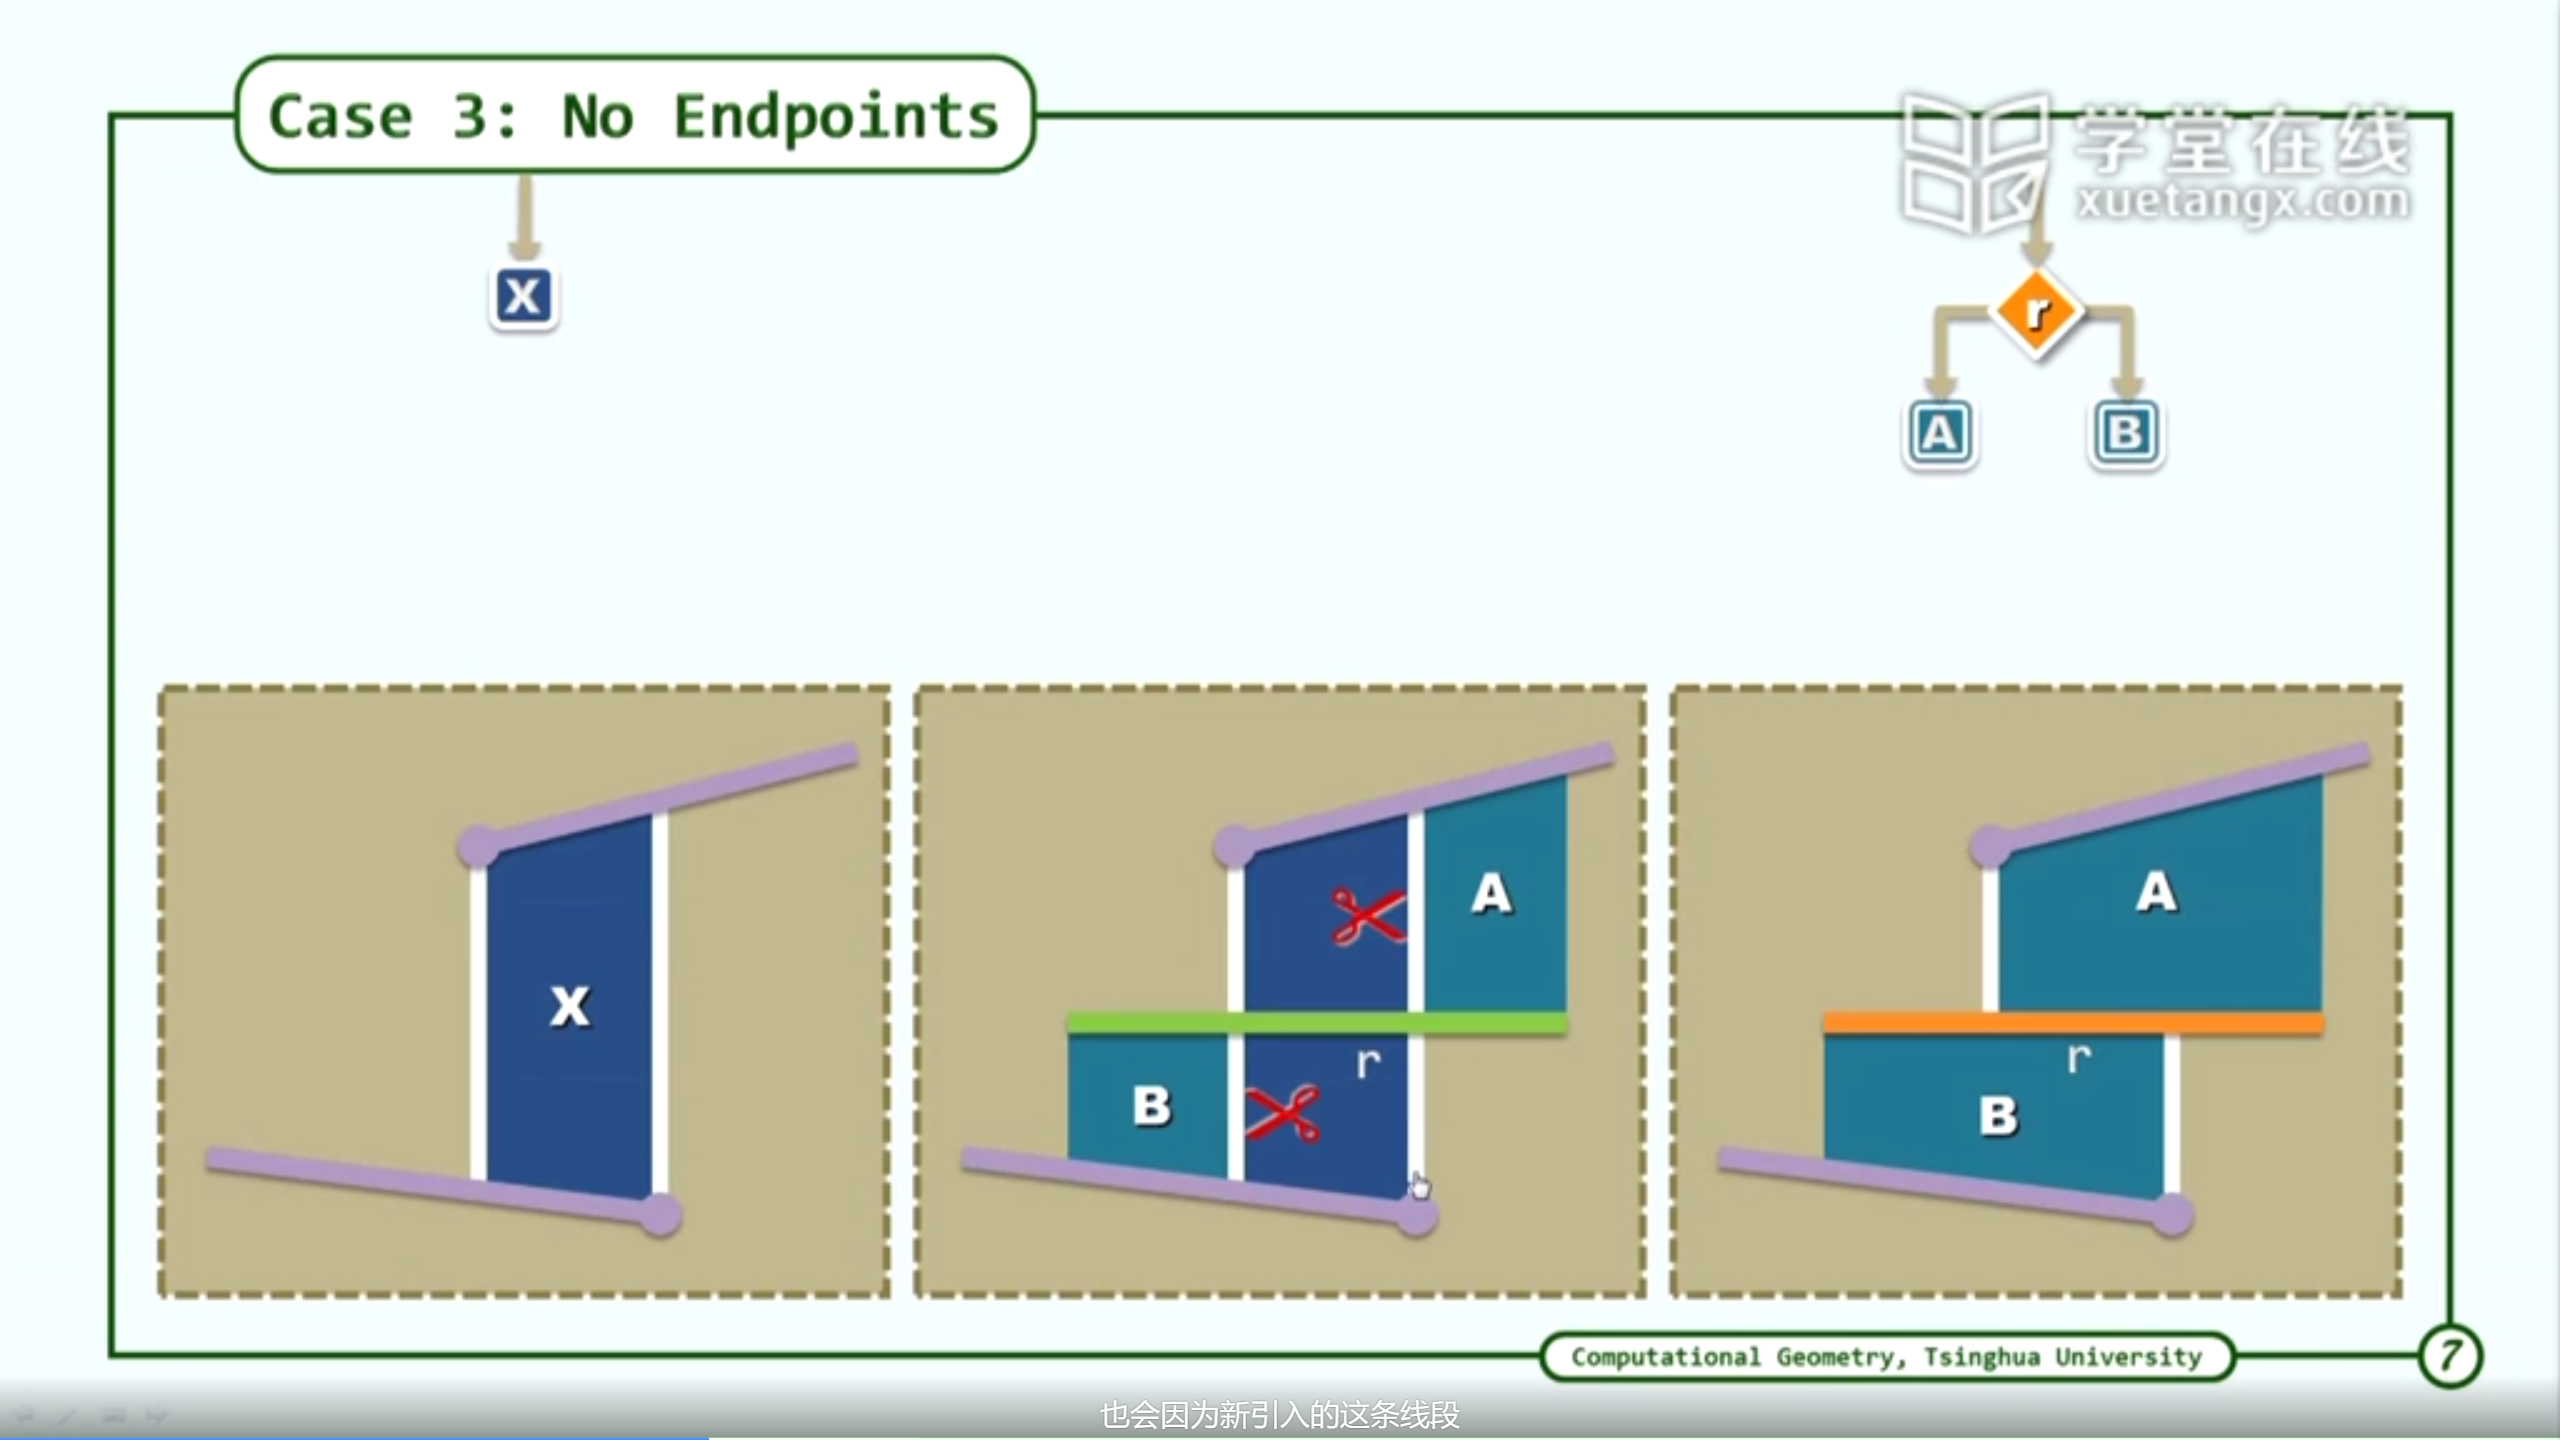 Case 3: No Endpoints
学堂在线
xuetangx.com
X
r
A
B
X
A
r
B
A
r
B
Computational Geometry, Tsinghua University
7
也会因为新引入的这条线段